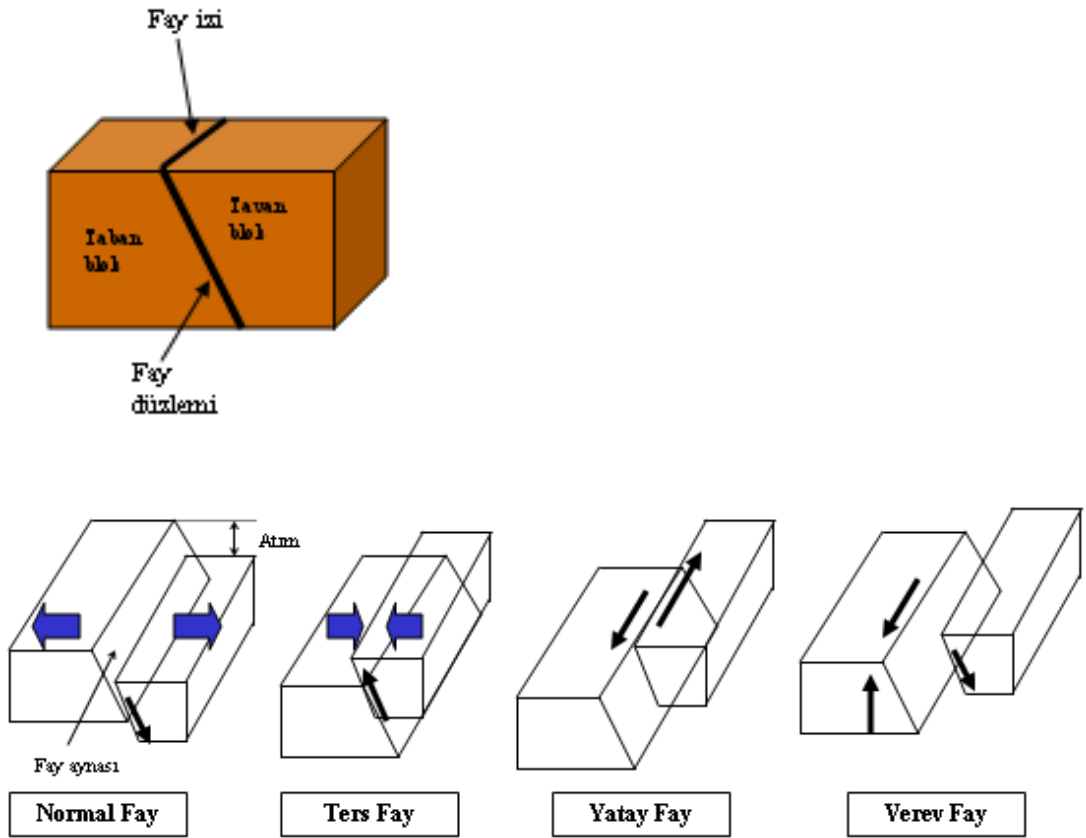 Fay izi
Taban
blok
Tavan
blok
Fay
düzlemi
Atım
Fay aynası
Normal Fay
Ters Fay
Yatay Fay
Verev Fay